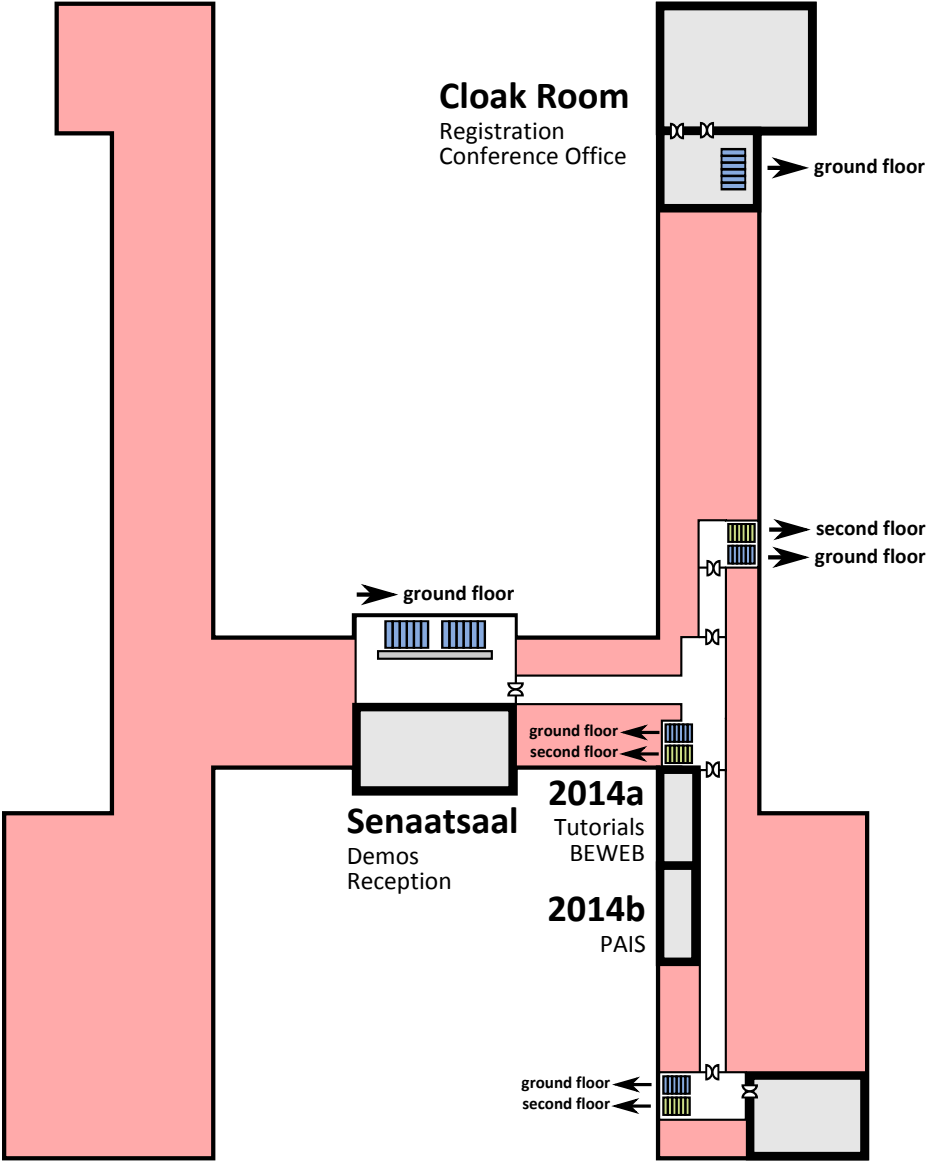 Cloak Room
Registration
Conference Office
ground floor
second floor
ground floor
ground floor
ground floor
second floor
Senaatsaal
Demos
Reception
2014a
Tutorials
BEWEB
2014b
PAIS
ground floor
second floor